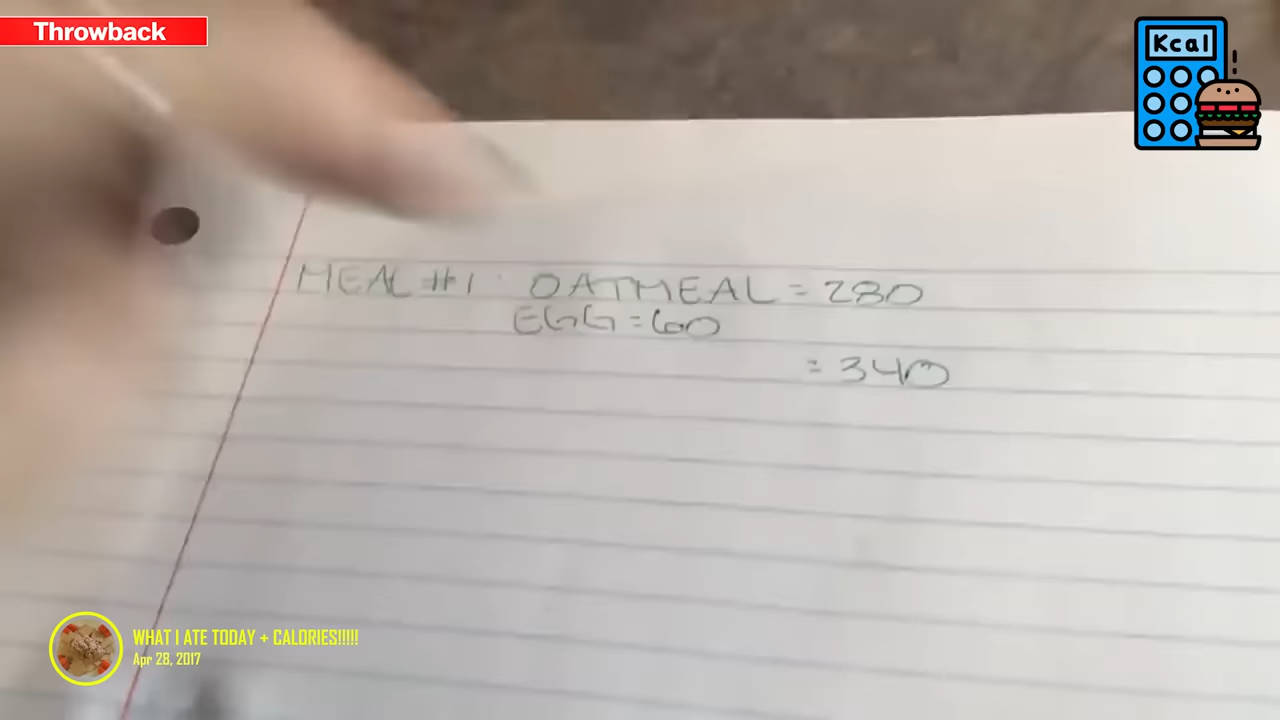 Throwback
Kcal
MEAL #1 OATMEAL = 280
EGG = 60
= 340
WHAT I ATE TODAY + CALORIES!!!!!
Apr 28, 2017